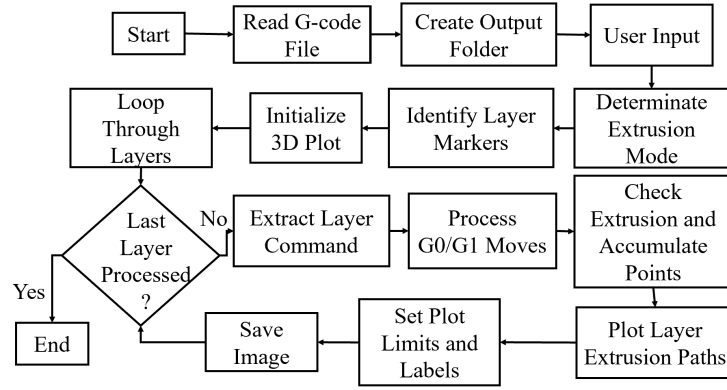 Start
Read G-code
File
Create Output
Folder
User Input
Loop
Through
Layers
Initialize
3D Plot
Identify Layer
Markers
Determinate
Extrusion
Mode
Last
Layer
Processed
?
No
Yes
Extract Layer
Command
Process
G0/G1 Moves
Check
Extrusion and
Accumulate
Points
End
Save
Image
Set Plot
Limits and
Labels
Plot Layer
Extrusion Paths